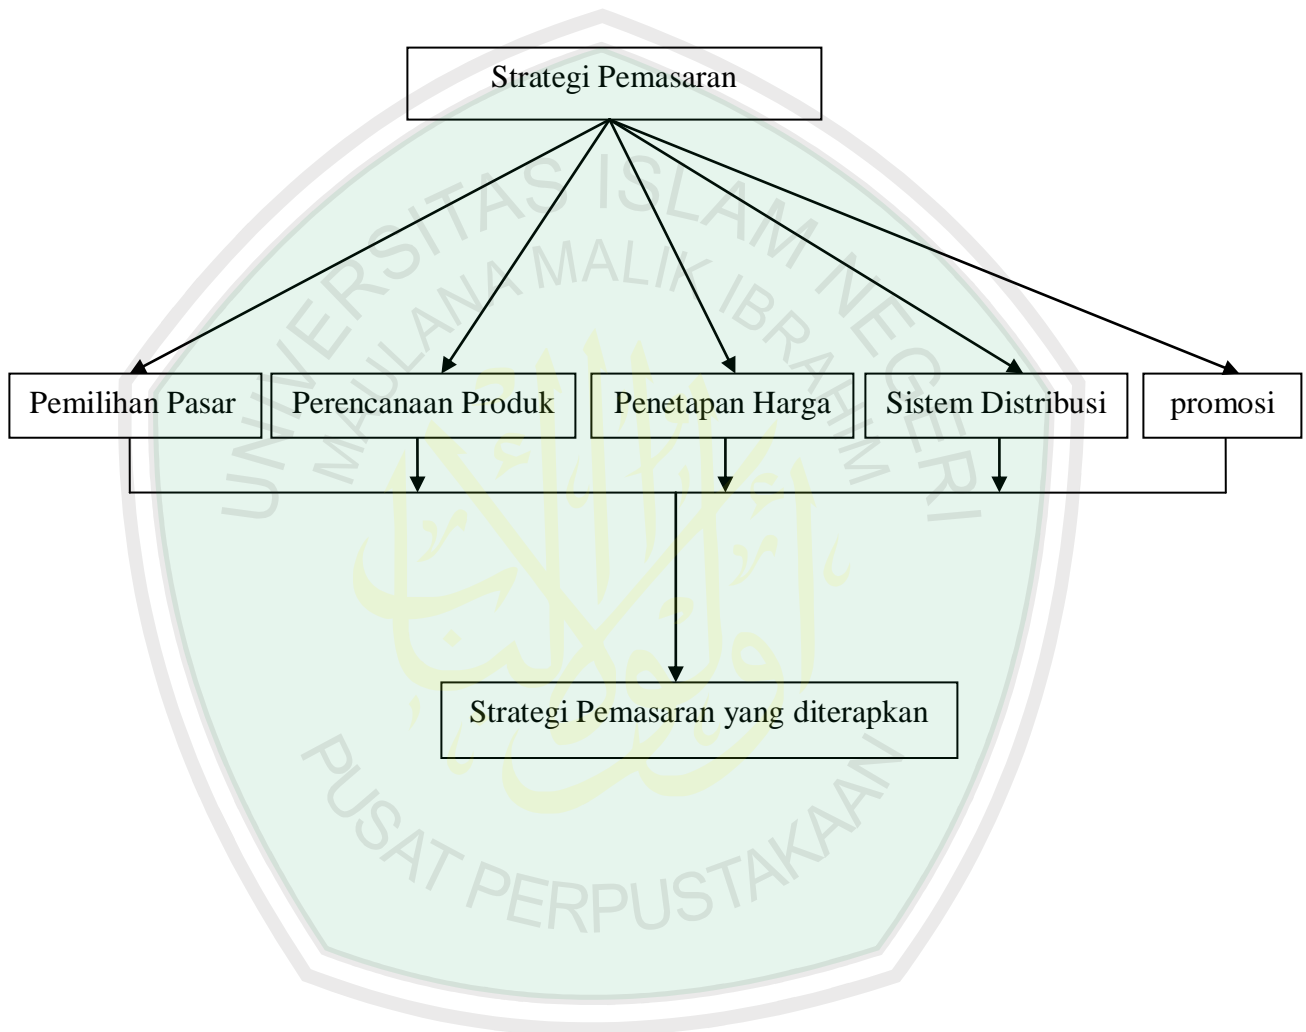 Strategi Pemasaran
UNIVERSITAS ISLAM NEGERI
MAULANA MALIK IBRAHIM
Pemilihan Pasar
Perencanaan Produk
Penetapan Harga
Sistem Distribusi
promosi
Strategi Pemasaran yang diterapkan
PUSAT PERPUSTAKAAN